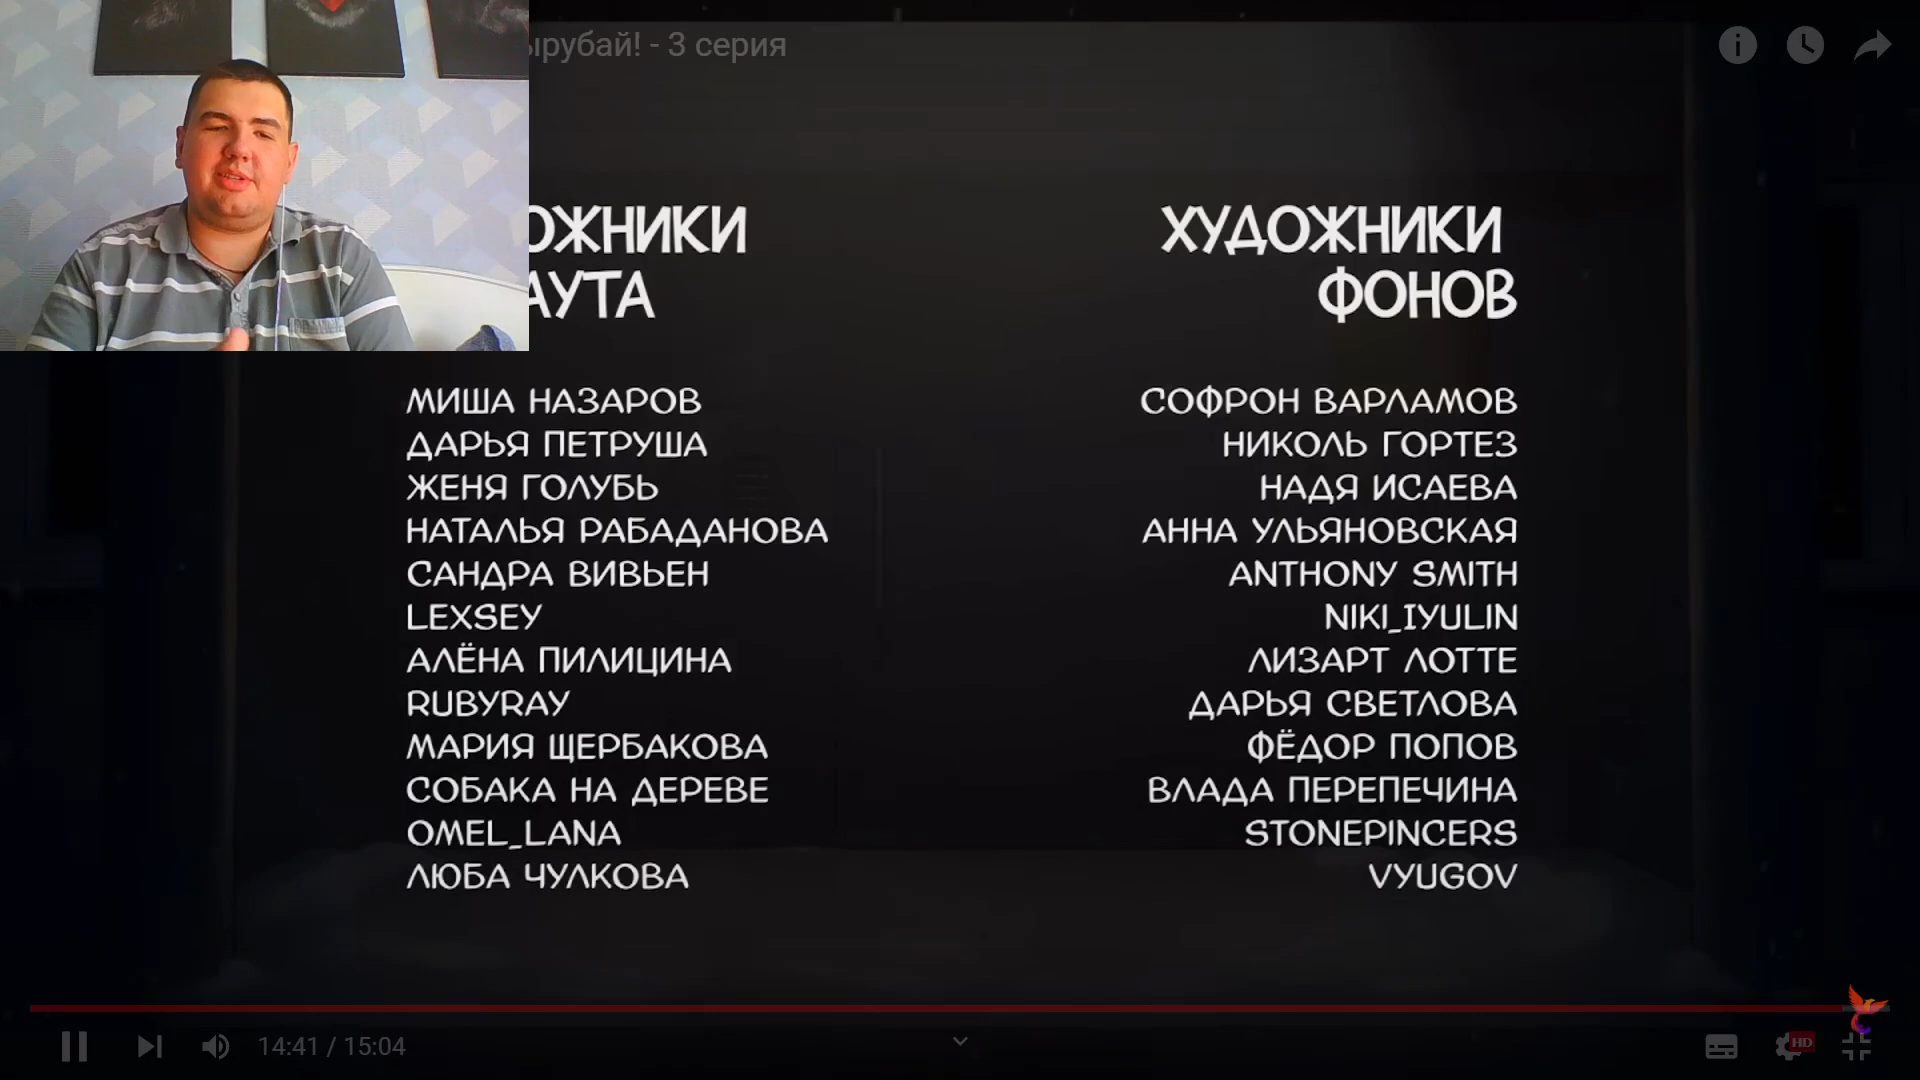 ырубай! - 3 серия
ОЖНИКИ
АУТА
МИША НАЗАРОВ
ДАРЬЯ ПЕТРУША
ЖЕНЯ ГОЛУБЬ
НАТАЛЬЯ РАБАДАНОВА
САНДРА ВИВЬЕН
LEXSEY
АЛЁНА ПИЛИЦИНА
RUBYRAY
МАРИЯ ЩЕРБАКОВА
СОБАКА НА ДЕРЕВЕ
OMEL_LANA
ЛЮБА ЧУЛКОВА
ХУДОЖНИКИ
ФОНОВ
СОФРОН ВАРЛАМОВ
НИКОЛЬ ГОРТЕЗ
НАДЯ ИСАЕВА
АННА УЛЬЯНОВСКАЯ
ANTHONY SMITH
NIKI_IYULIN
ЛИЗАРТ ЛОТТЕ
ДАРЬЯ СВЕТЛОВА
ФЁДОР ПОПОВ
ВЛАДА ПЕРЕПЕЧИНА
STONEPINCERS
VYUGOV
14:41 / 15:04
HD